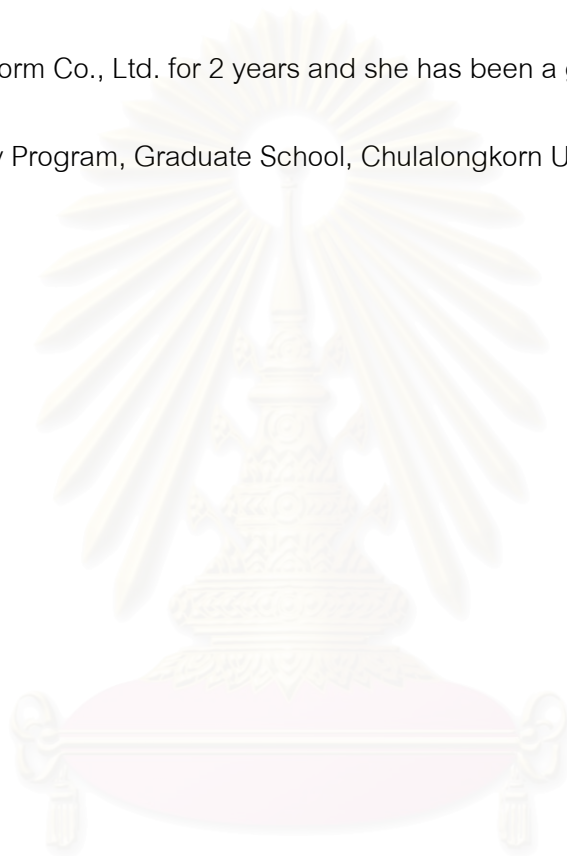 orm Co., Ltd. for 2 years and she has been a
Program, Graduate School, Chulalongkorn U